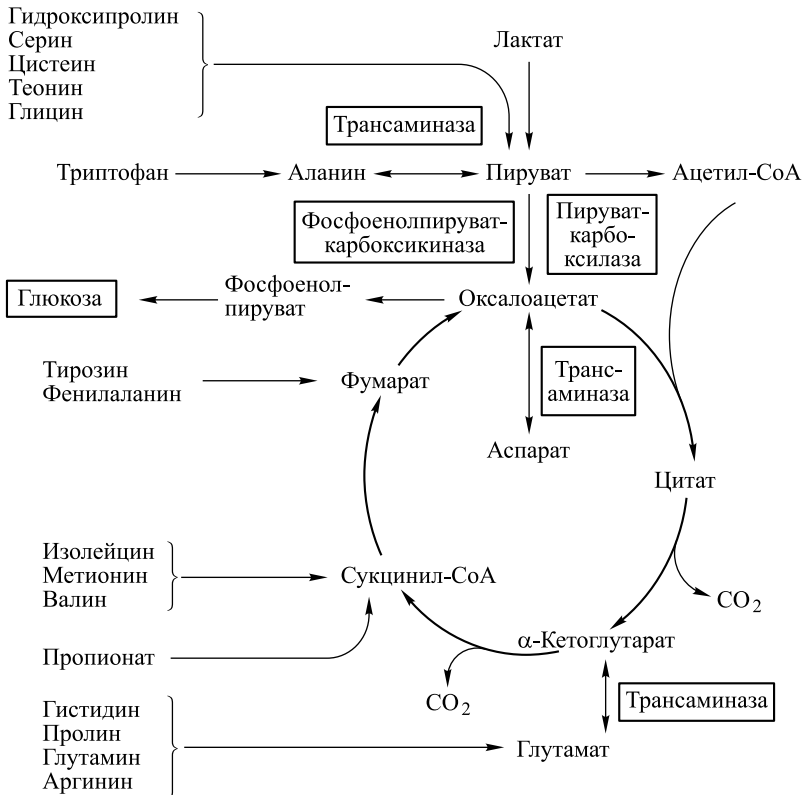 Гидроксипролин
Серин
Цистеин
Теонин
Глицин
Лактат
Трансаминаза
Триптофан
Аланин
Пируват
Ацетил-CoA
Фосфоенолпируват-
карбоксикиназа
Пируват-
карбо-
ксилаза
Глюкоза
Фосфоенол-
пируват
Оксалоацетат
Тирозин
Фенилаланин
Фумарат
Транс-
аминаза
Аспарат
Цитат
Изолейцин
Метионин
Валин
Сукцинил-CoA
CO2
α-Кетоглутарат
Пропионат
CO2
Трансаминаза
Гистидин
Пролин
Глутамин
Аргинин
Глутамат